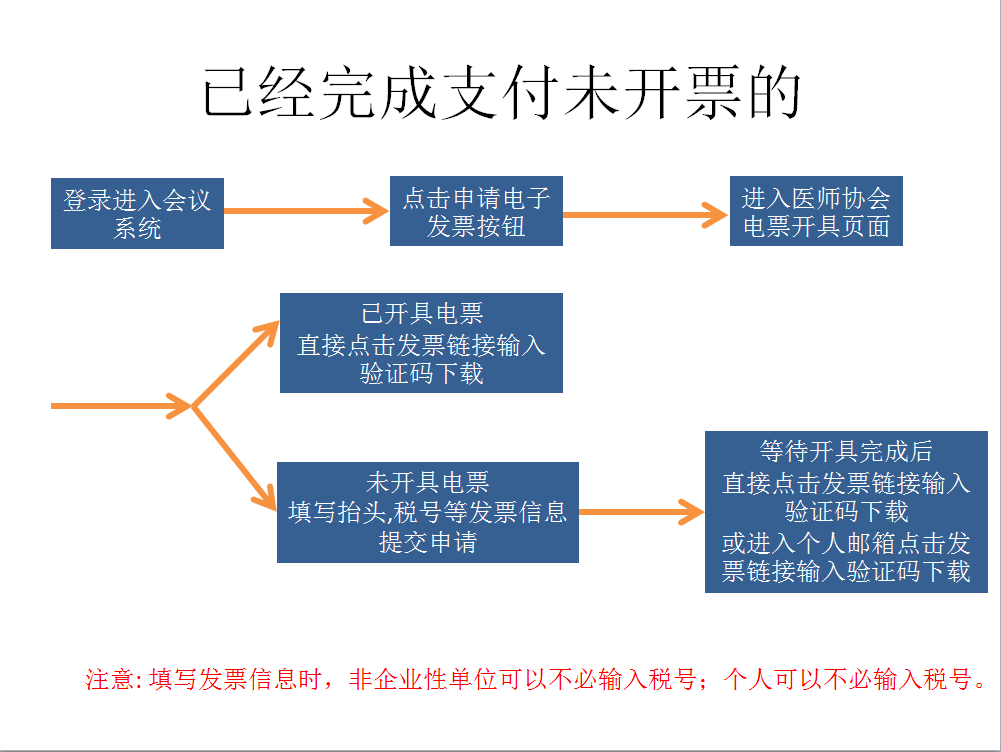 已经完成支付未开票的
登录进入会议
系统
点击申请电子
发票按钮
进入医师协会
电票开具页面
已开具电票
直接点击发票链接输入
验证码下载
未开具电票
填写抬头,税号等发票信息
提交申请
等待开具完成后
直接点击发票链接输入
验证码下载
或进入个人邮箱点击发
票链接输入验证码下载
注意: 填写发票信息时，非企业性单位可以不必输入税号；个人可以不必输入税号。